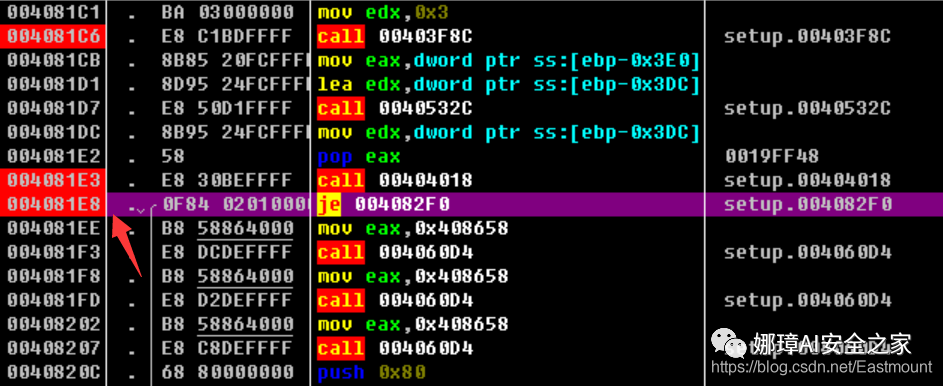 004081C1 . BA 03000000 mov edx,0x3
004081C6 . E8 C1BDFFFF call 00403F8C setup.00403F8C
004081CB . 8B85 20FCFFF mov eax,dword ptr ss:[ebp-0x3E0]
004081D1 . 8D95 24FCFFF lea edx,dword ptr ss:[ebp-0x3DC]
004081D7 . E8 50D1FFFF call 0040532C setup.0040532C
004081DC . 8B95 24FCFFF mov edx,dword ptr ss:[ebp-0x3DC]
004081E2 . 58 pop eax 0019FF48
004081E3 . E8 30BEFFFF call 00404018 setup.00404018
004081E8 . 0F84 0201000 je 004082F0 setup.004082F0
004081EE . B8 58864000 mov eax,0x408658
004081F3 . E8 DCDEFFFF call 004060D4 setup.004060D4
004081F8 . B8 58864000 mov eax,0x408658
004081FD . E8 D2DEFFFF call 004060D4 setup.004060D4
00408202 . B8 58864000 mov eax,0x408658
00408207 . E8 C8DEFFFF call 004060D4
0040820C . 68 80000000 push 0x80
娜璋AI安全之家
https://blog.csdn.net/Eastmount